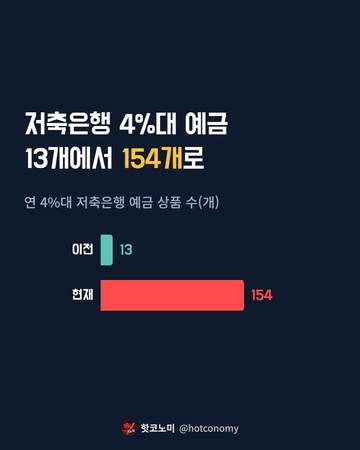 저축은행 4%대 예금
13개에서 154개로
연 4%대 저축은행 예금 상품 수(개)
이전 13
현재 154
핫코노미 @hotconomy